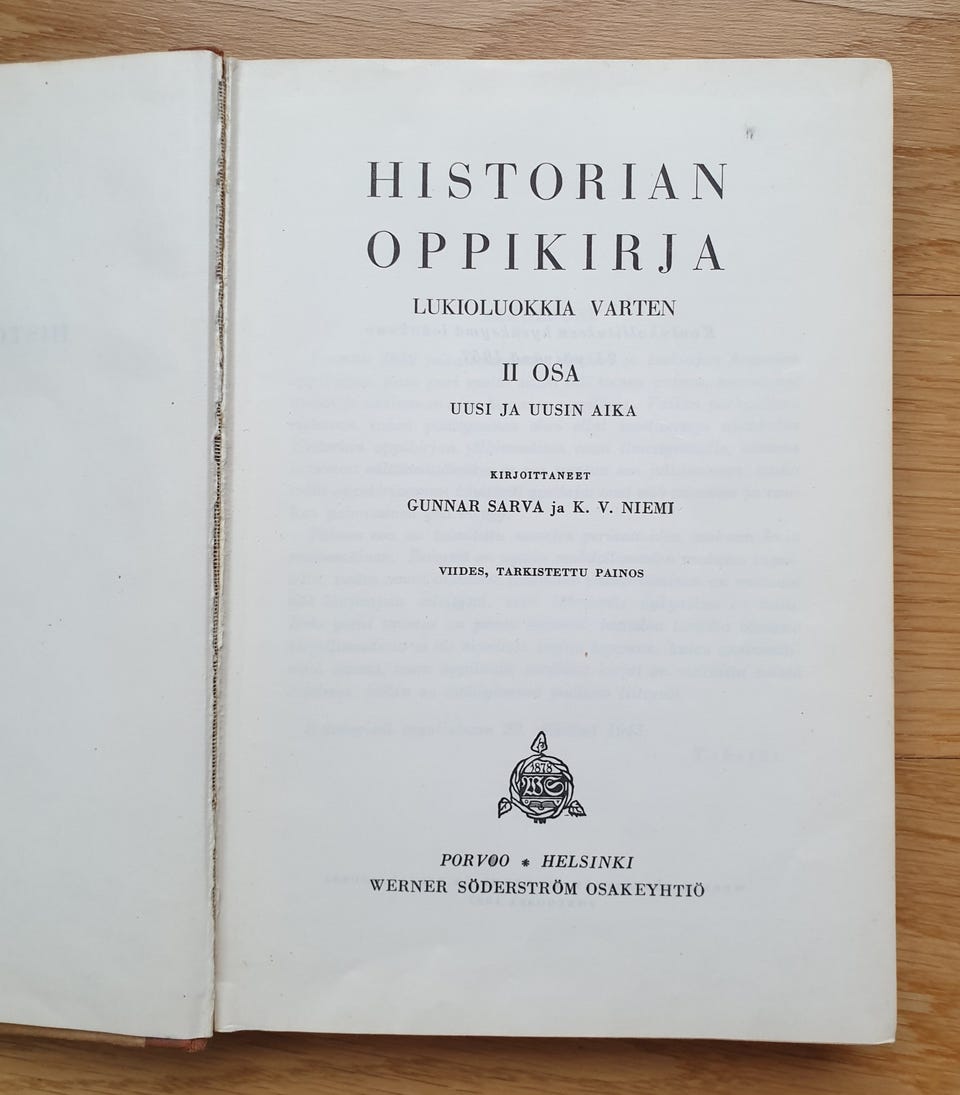 HISTORIAN
OPPIKIRJA
LUKIOLUOKKIA VARTEN
II OSA
UUSI JA UUSIN AIKA
KIRJOITTANEET
GUNNAR SARVA ja K. V. NIEMI
VIIDES, TARKISTETTU PAINOS
1878
WS
PORVOO * HELSINKI
WERNER SÖDERSTRÖM OSAKEYHTIÖ